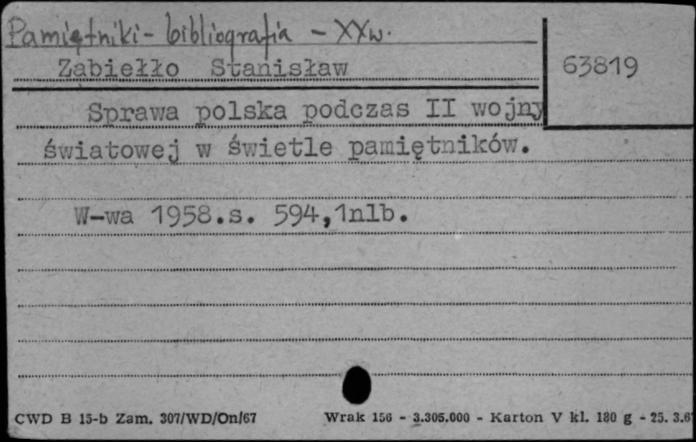 Pamiętniki - bibliografia - XXw.
Zabiełło Stanisław
63819
Sprawa polska podczas II wojny
światowej w świetle pamiętników.
W-wa 1958.s. 594,1nlb.
CWD B 15-b Zam. 307/WD/On/67 Wrak 156 - 3.305.000 - Karton V kl. 180 g - 25. 3.67